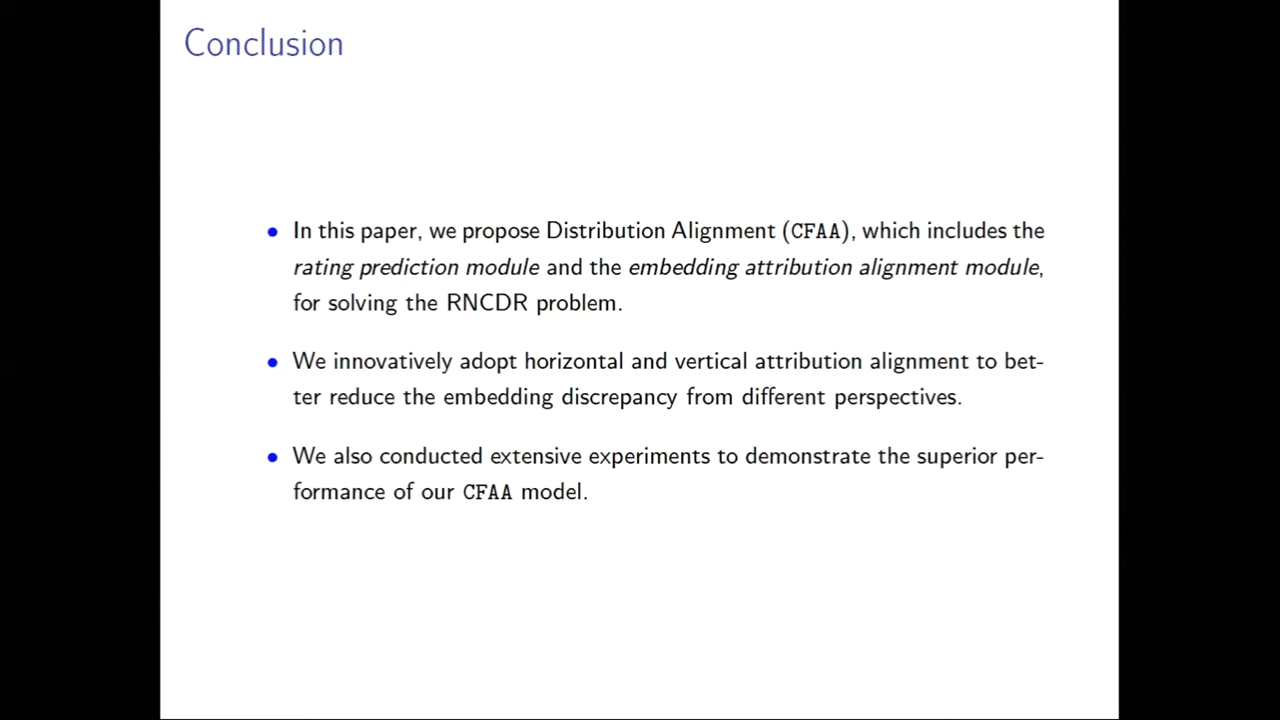 Conclusion
• In this paper, we propose Distribution Alignment (CFAA), which includes the
rating prediction module and the embedding attribution alignment module,
for solving the RNCDR problem.
• We innovatively adopt horizontal and vertical attribution alignment to bet-
ter reduce the embedding discrepancy from different perspectives.
• We also conducted extensive experiments to demonstrate the superior per-
formance of our CFAA model.